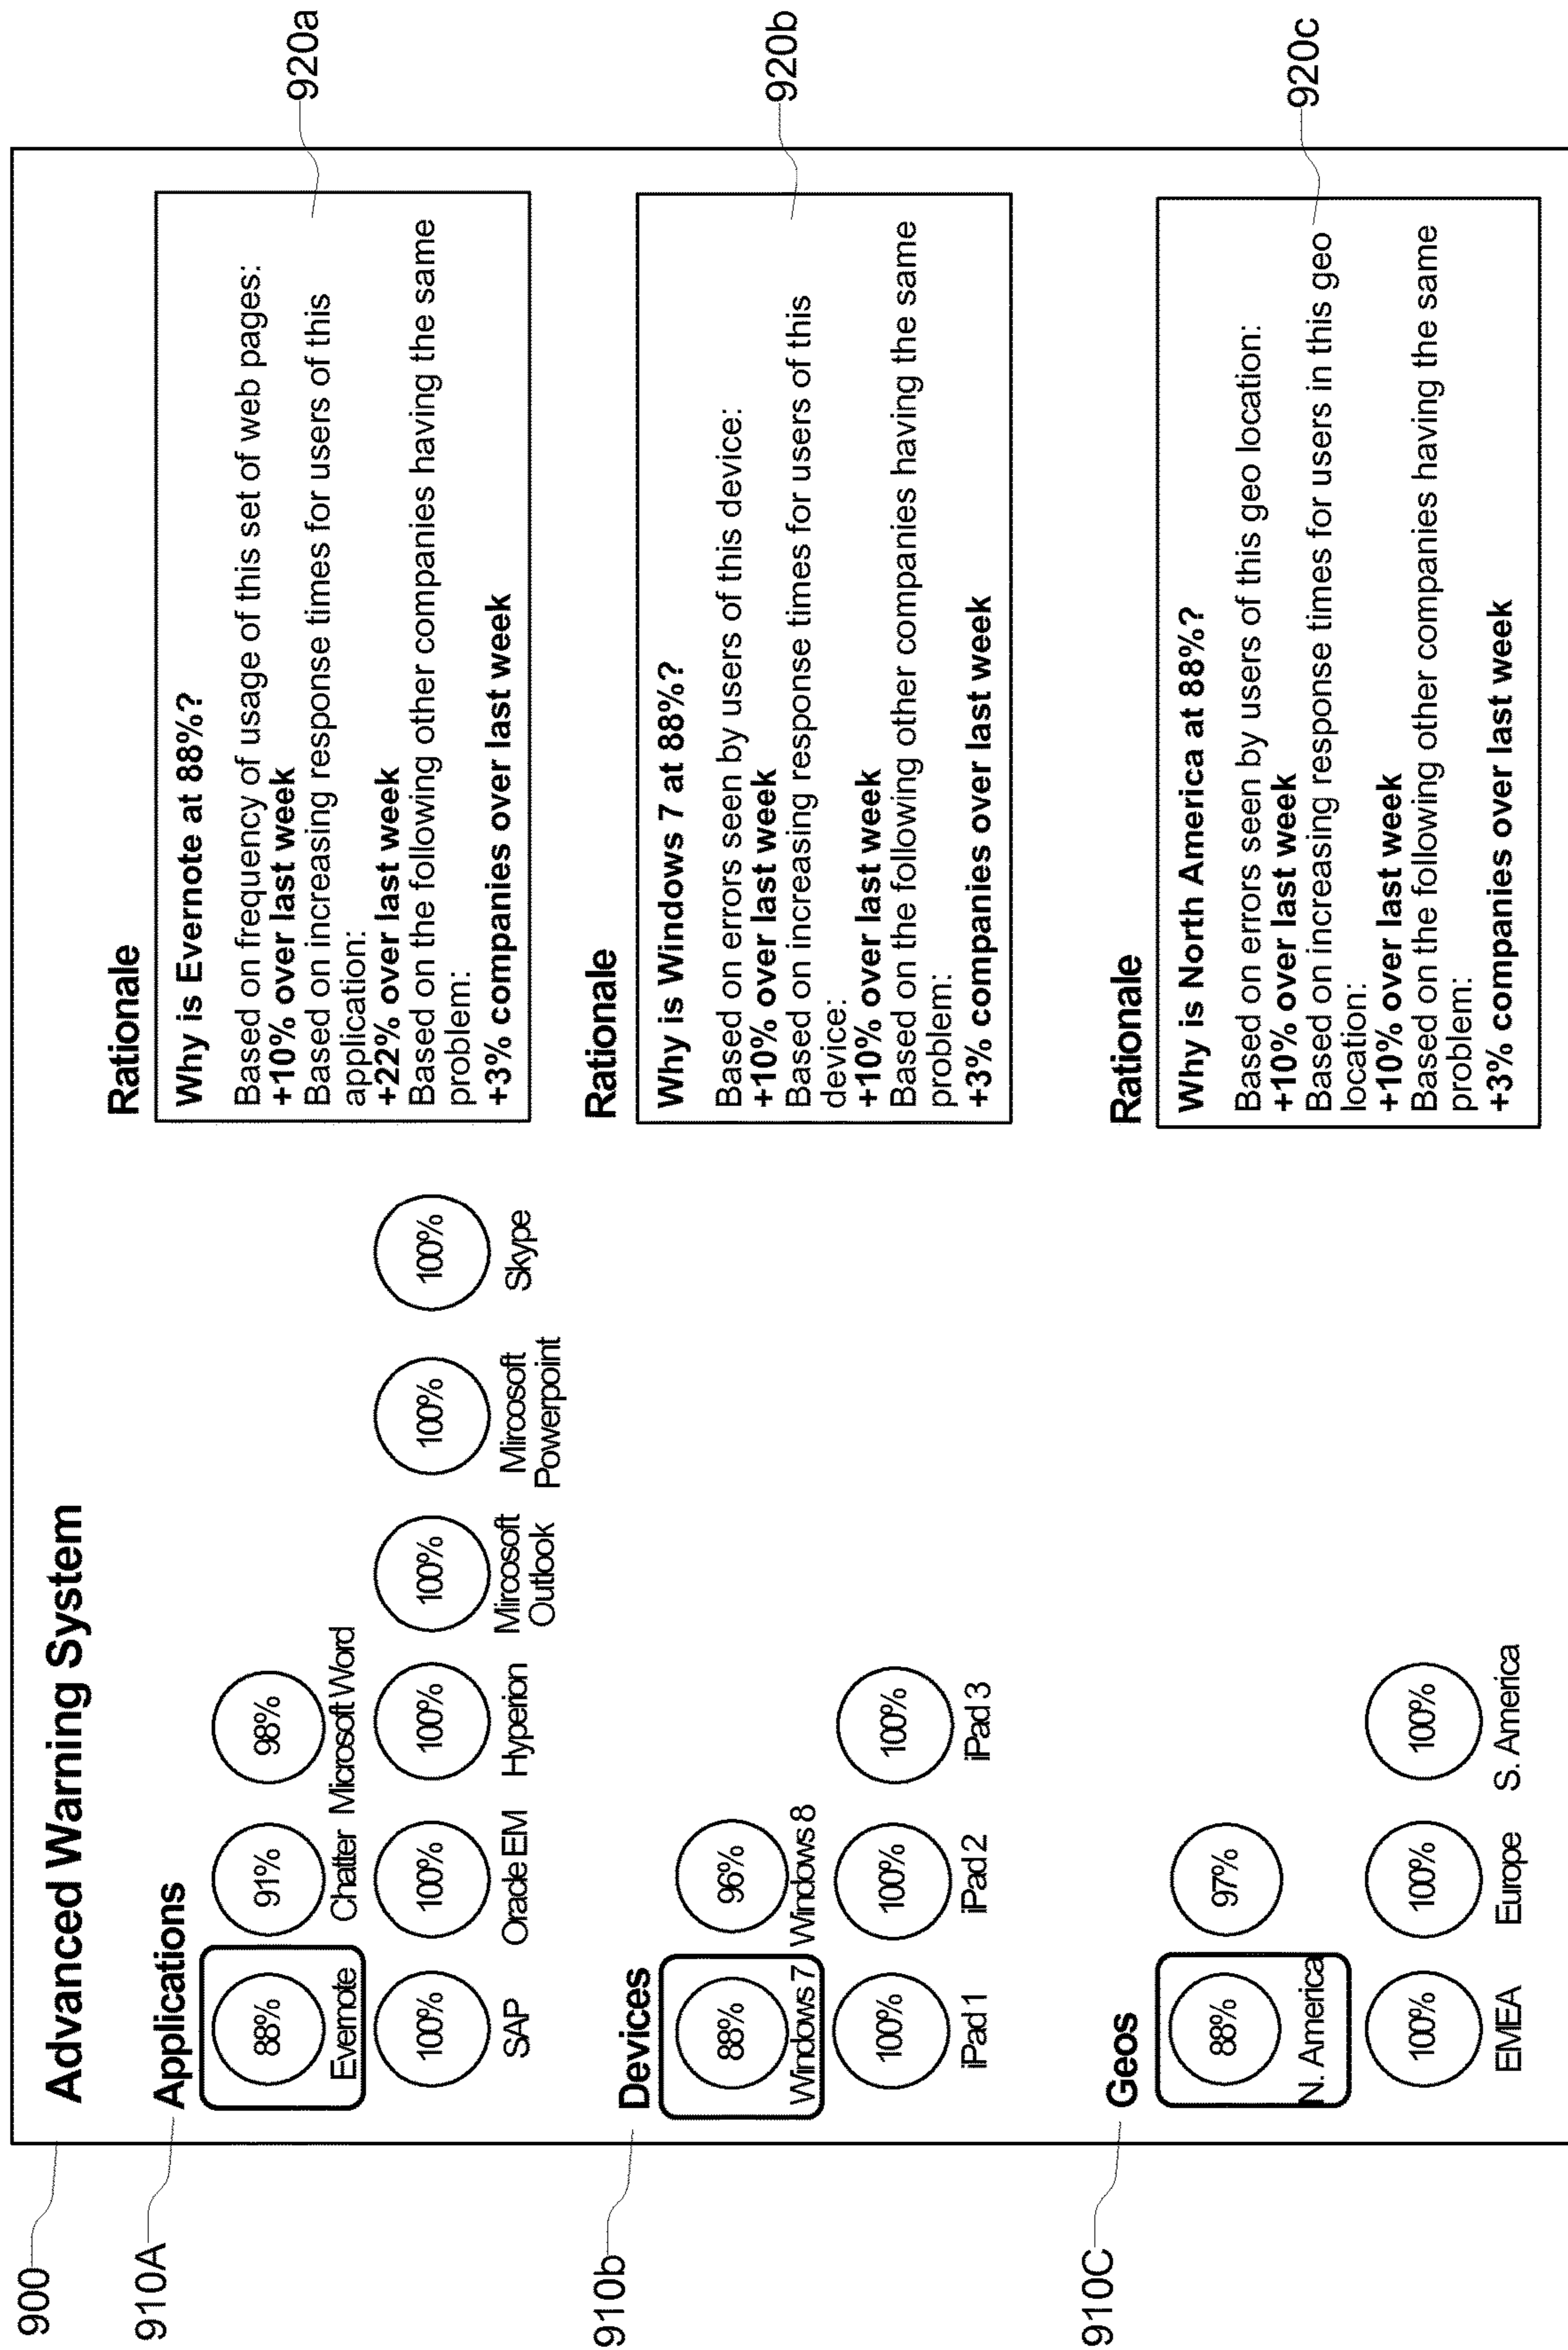 900
Advanced Warning System
910A
Applications
88%
91%
98%
Evernote
Chatter
Microsoft Word
100%
100%
100%
100%
100%
100%
SAP
Oracle EM
Hyperion
Mircosoft
Outlook
Mircosoft
Powerpoint
Skype
Rationale
Why is Evernote at 88%?
Based on frequency of usage of this set of web pages:
+10% over last week
Based on increasing response times for users of this
application:
+22% over last week
Based on the following other companies having the same
problem:
+3% companies over last week
920a
910b
Devices
88%
96%
Windows 7
Windows 8
100%
100%
100%
iPad 1
iPad 2
iPad 3
Rationale
Why is Windows 7 at 88%?
Based on errors seen by users of this device:
+10% over last week
Based on increasing response times for users of this
device:
+10% over last week
Based on the following other companies having the same
problem:
+3% companies over last week
920b
910C
Geos
88%
97%
N. America
100%
100%
100%
EMEA
Europe
S. America
Rationale
Why is North America at 88%?
Based on errors seen by users of this geo location:
+10% over last week
Based on increasing response times for users in this geo
location:
+10% over last week
Based on the following other companies having the same
problem:
+3% companies over last week
920c